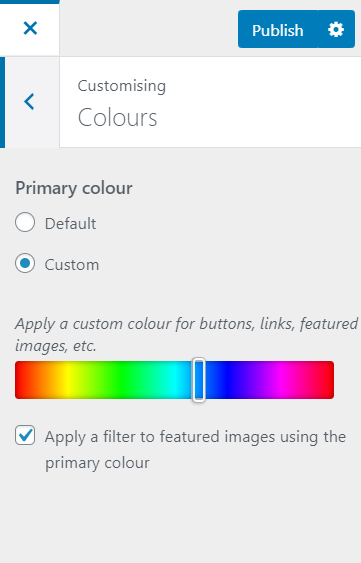 Publish
Customising
Colours
Primary colour
Default
Custom
Apply a custom colour for buttons, links, featured
images, etc.
Apply a filter to featured images using the
primary colour